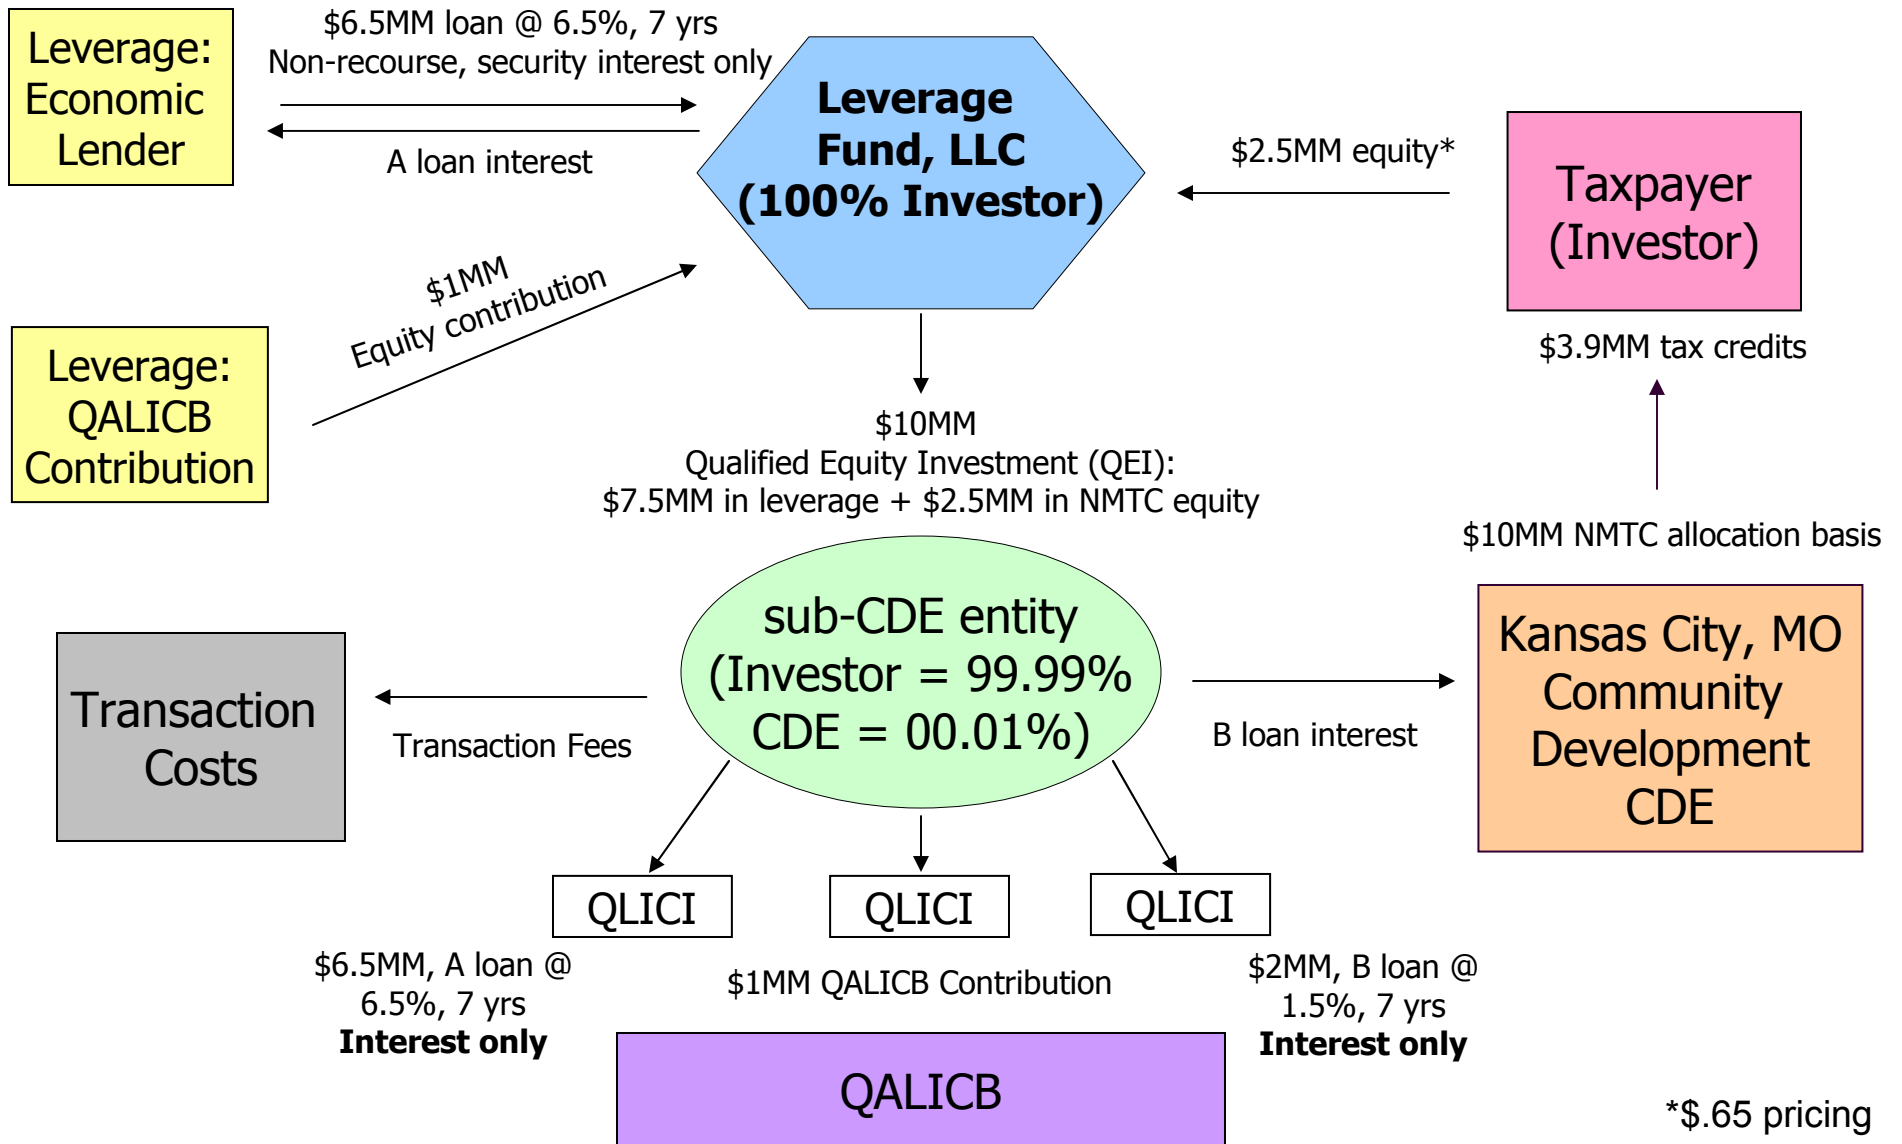 Leverage:
Economic
Lender
$6.5MM loan @ 6.5%, 7 yrs
Non-recourse, security interest only
A loan interest
Leverage
Fund, LLC
(100% Investor)
$2.5MM equity*
Taxpayer
(Investor)
$3.9MM tax credits
$1MM
Equity contribution
Leverage:
QALICB
Contribution
$10MM
Qualified Equity Investment (QEI):
$7.5MM in leverage + $2.5MM in NMTC equity
$10MM NMTC allocation basis
sub-CDE entity
(Investor = 99.99%
CDE = 00.01%)
Transaction
Costs
Transaction Fees
B loan interest
Kansas City, MO
Community
Development
CDE
QLICI
QLICI
QLICI
$6.5MM, A loan @
6.5%, 7 yrs
Interest only
$1MM QALICB Contribution
$2MM, B loan @
1.5%, 7 yrs
Interest only
QALICB
*$.65 pricing